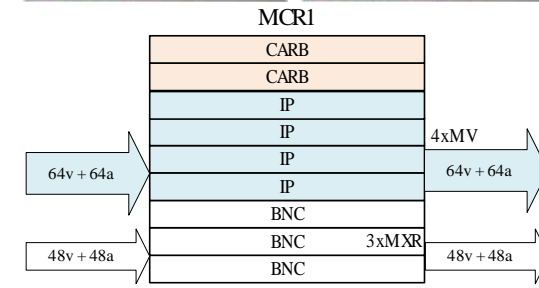 MCR1
CARB
CARB
IP
IP
4xMV
IP
64v + 64a
64v + 64a
IP
BNC
BNC
3xMXR
48v + 48a
48v + 48a
BNC